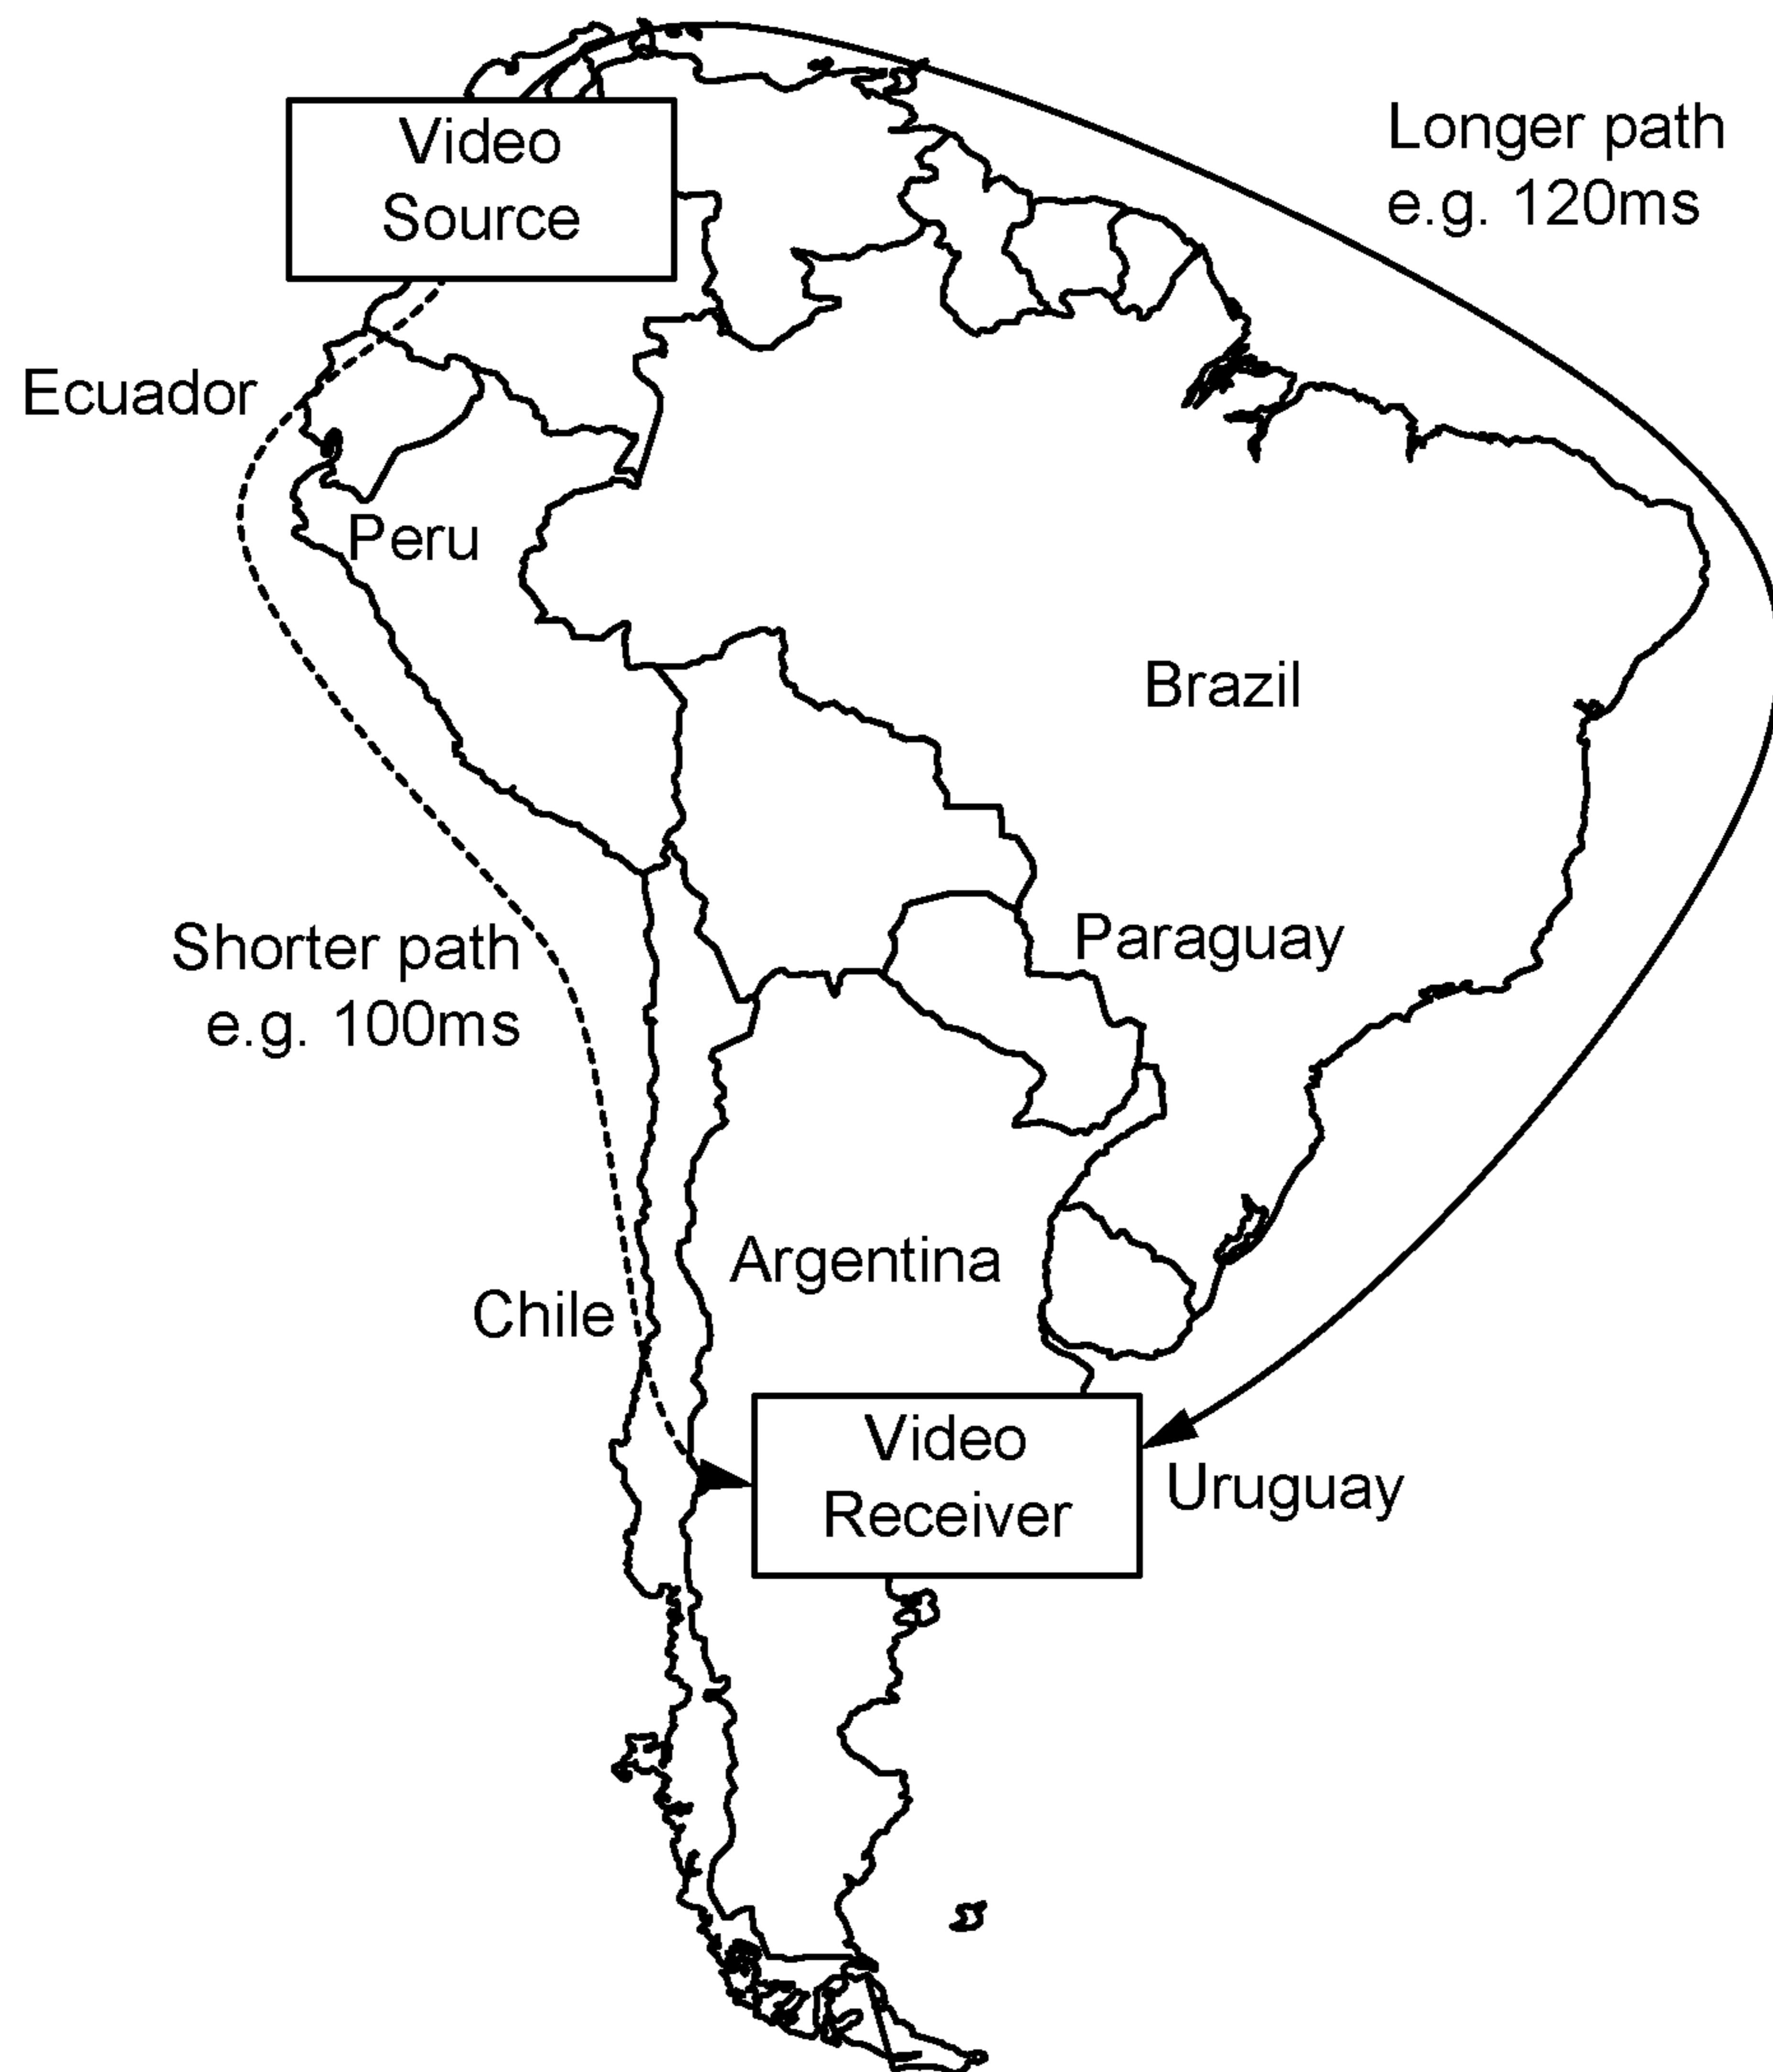 Video
Source
Longer path
e.g. 120ms
Ecuador
Peru
Brazil
Shorter path
e.g. 100ms
Paraguay
Argentina
Chile
Video
Receiver
Uruguay